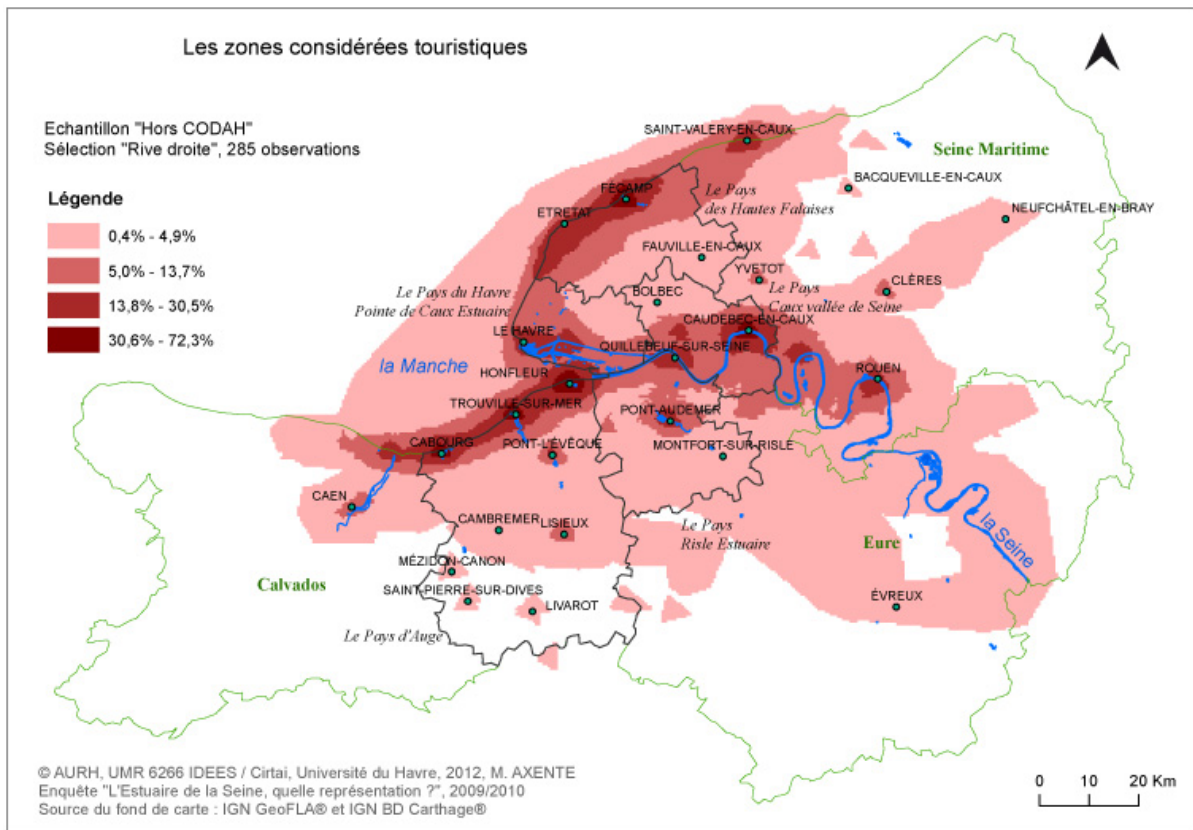 Les zones considérées touristiques
Echantillon "Hors CODAH"
Sélection "Rive droite", 285 observations
Légende
0,4% - 4,9%
5,0% - 13,7%
13,8% - 30,5%
30,6% - 72,3%
SAINT-VALERY-EN-CAUX
Seine Maritime
BACQUEVILLE-EN-CAUX
FÉCAMP
Le Pays
des Hautes Falaises
ETRETAT
NEUFCHÂTEL-EN-BRAY
FAUVILLE-EN-CAUX
YVETOT
CLÈRES
Le Pays du Havre
Pointe de Caux Estuaire
BOLBEC
Le Pays
Caux vallée de Seine
CAUDEBEC-EN-CAUX
LE HAVRE
QUILLEBEUF-SUR-SEINE
la Manche
HONFLEUR
ROUEN
TROUVILLE-SUR-MER
PONT-AUDEMER
CABOURG
PONT-L'ÉVÊQUE
MONTFORT-SUR-RISLE
CAEN
CAMBREMER
LISIEUX
Le Pays
Risle Estuaire
Eure
la Seine
MÉZIDON-CANON
Calvados
SAINT-PIERRE-SUR-DIVES
LIVAROT
ÉVREUX
Le Pays d'Auge
© AURH, UMR 6266 IDEES / Cirtai, Université du Havre, 2012, M. AXENTE
Enquête "L'Estuaire de la Seine, quelle représentation ?", 2009/2010
Source du fond de carte : IGN GeoFLA® et IGN BD Carthage®
0 10 20 Km